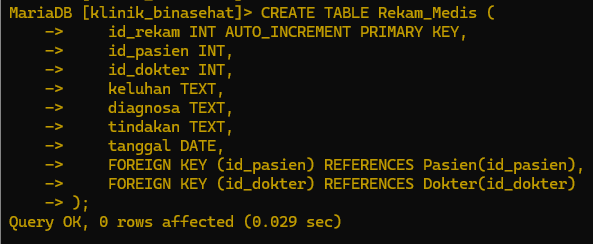 MariaDB [klinik_binasehat]> CREATE TABLE Rekam_Medis (
    ->     id_rekam INT AUTO_INCREMENT PRIMARY KEY,
    ->     id_pasien INT,
    ->     id_dokter INT,
    ->     keluhan TEXT,
    ->     diagnosa TEXT,
    ->     tindakan TEXT,
    ->     tanggal DATE,
    ->     FOREIGN KEY (id_pasien) REFERENCES Pasien(id_pasien),
    ->     FOREIGN KEY (id_dokter) REFERENCES Dokter(id_dokter)
    -> );
Query OK, 0 rows affected (0.029 sec)